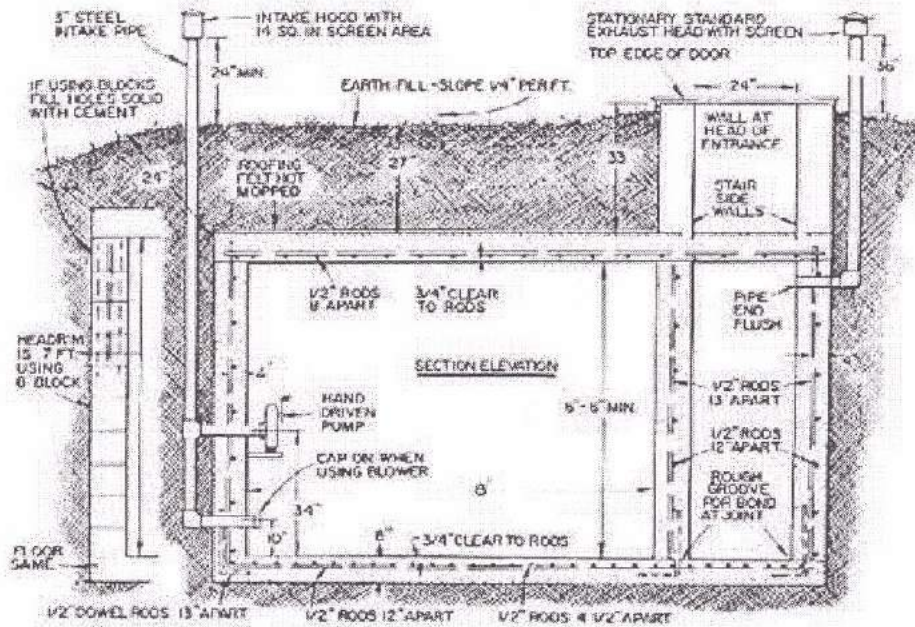 3" STEEL
INTAKE PIPE
INTAKE HOOD WITH
14 SQ. IN SCREEN AREA
STATIONARY STANDARD
EXHAUST HEAD WITH SCREEN
TOP EDGE OF DOOR
24" MIN.
36"
IF USING BLOCKS
FILL HOLES SOLID
WITH CEMENT
EARTH FILL - SLOPE 1/4" PER FT.
24"
WALL AT
HEAD OF
ENTRANCE
24"
ROOFING
FELT HOT
MOPPED
27"
33
STAIR
SIDE
WALLS
1/2" RODS
8" APART
3/4" CLEAR
TO RODS
PIPE
END
FLUSH
HEADRM
IS 7 FT.
USING
BLOCK
SECTION ELEVATION
HAND
DRIVEN
PUMP
6'-6" MIN.
1/2" RODS
13" APART
1/2" RODS
12" APART
CAP ON WHEN
USING BLOWER
34"
8'
ROUGH
GROOVE
FOR BOND
AT JOINT
10"
8"
3/4" CLEAR TO RODS
FLOOR
SAME
1/2" DOWEL RODS 13" APART
1/2" RODS 12" APART
1/2" RODS 4 1/2" APART